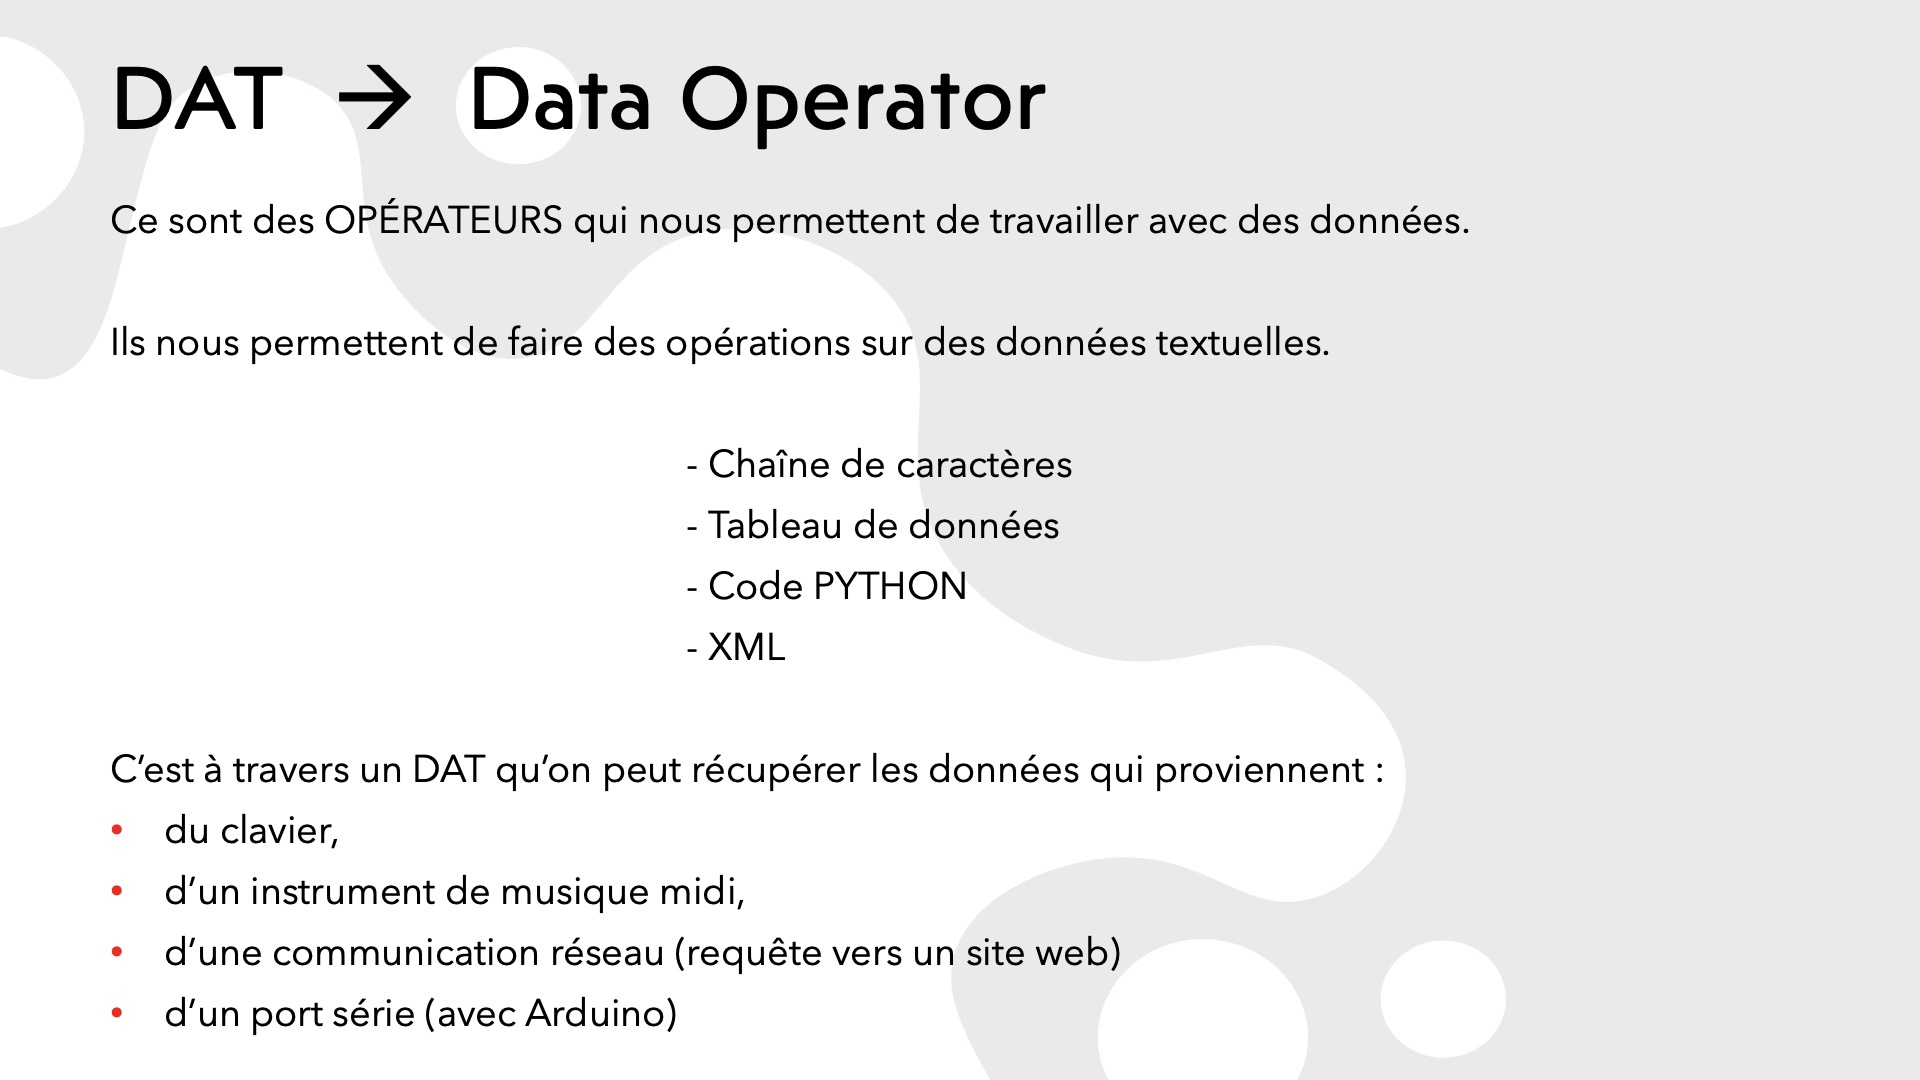 DAT → Data Operator
Ce sont des OPÉRATEURS qui nous permettent de travailler avec des données.
Ils nous permettent de faire des opérations sur des données textuelles.
- Chaîne de caractères
- Tableau de données
- Code PYTHON
- XML
C’est à travers un DAT qu’on peut récupérer les données qui proviennent :
• du clavier,
• d’un instrument de musique midi,
• d’une communication réseau (requête vers un site web)
• d’un port série (avec Arduino)